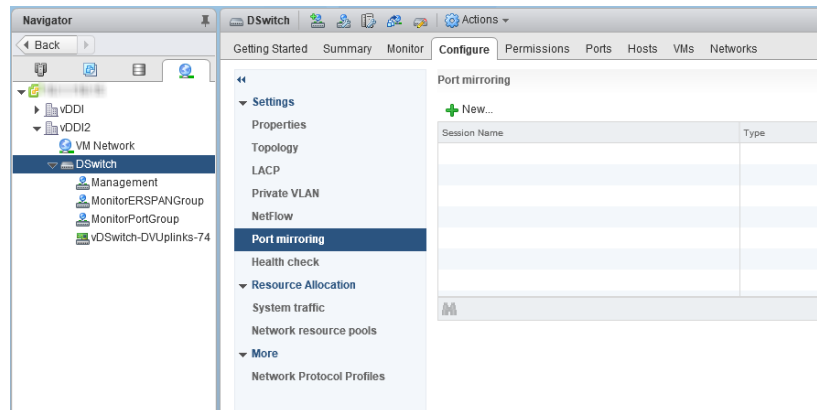 Navigator
Back
vDDI
vDDI2
VM Network
DSwitch
Management
MonitorERSPANGroup
MonitorPortGroup
vDSwitch-DVUplinks-74
DSwitch Actions
Getting Started Summary Monitor Configure Permissions Ports Hosts VMs Networks
Settings
Properties
Topology
LACP
Private VLAN
NetFlow
Port mirroring
Health check
Resource Allocation
System traffic
Network resource pools
More
Network Protocol Profiles
Port mirroring
New...
Session Name Type